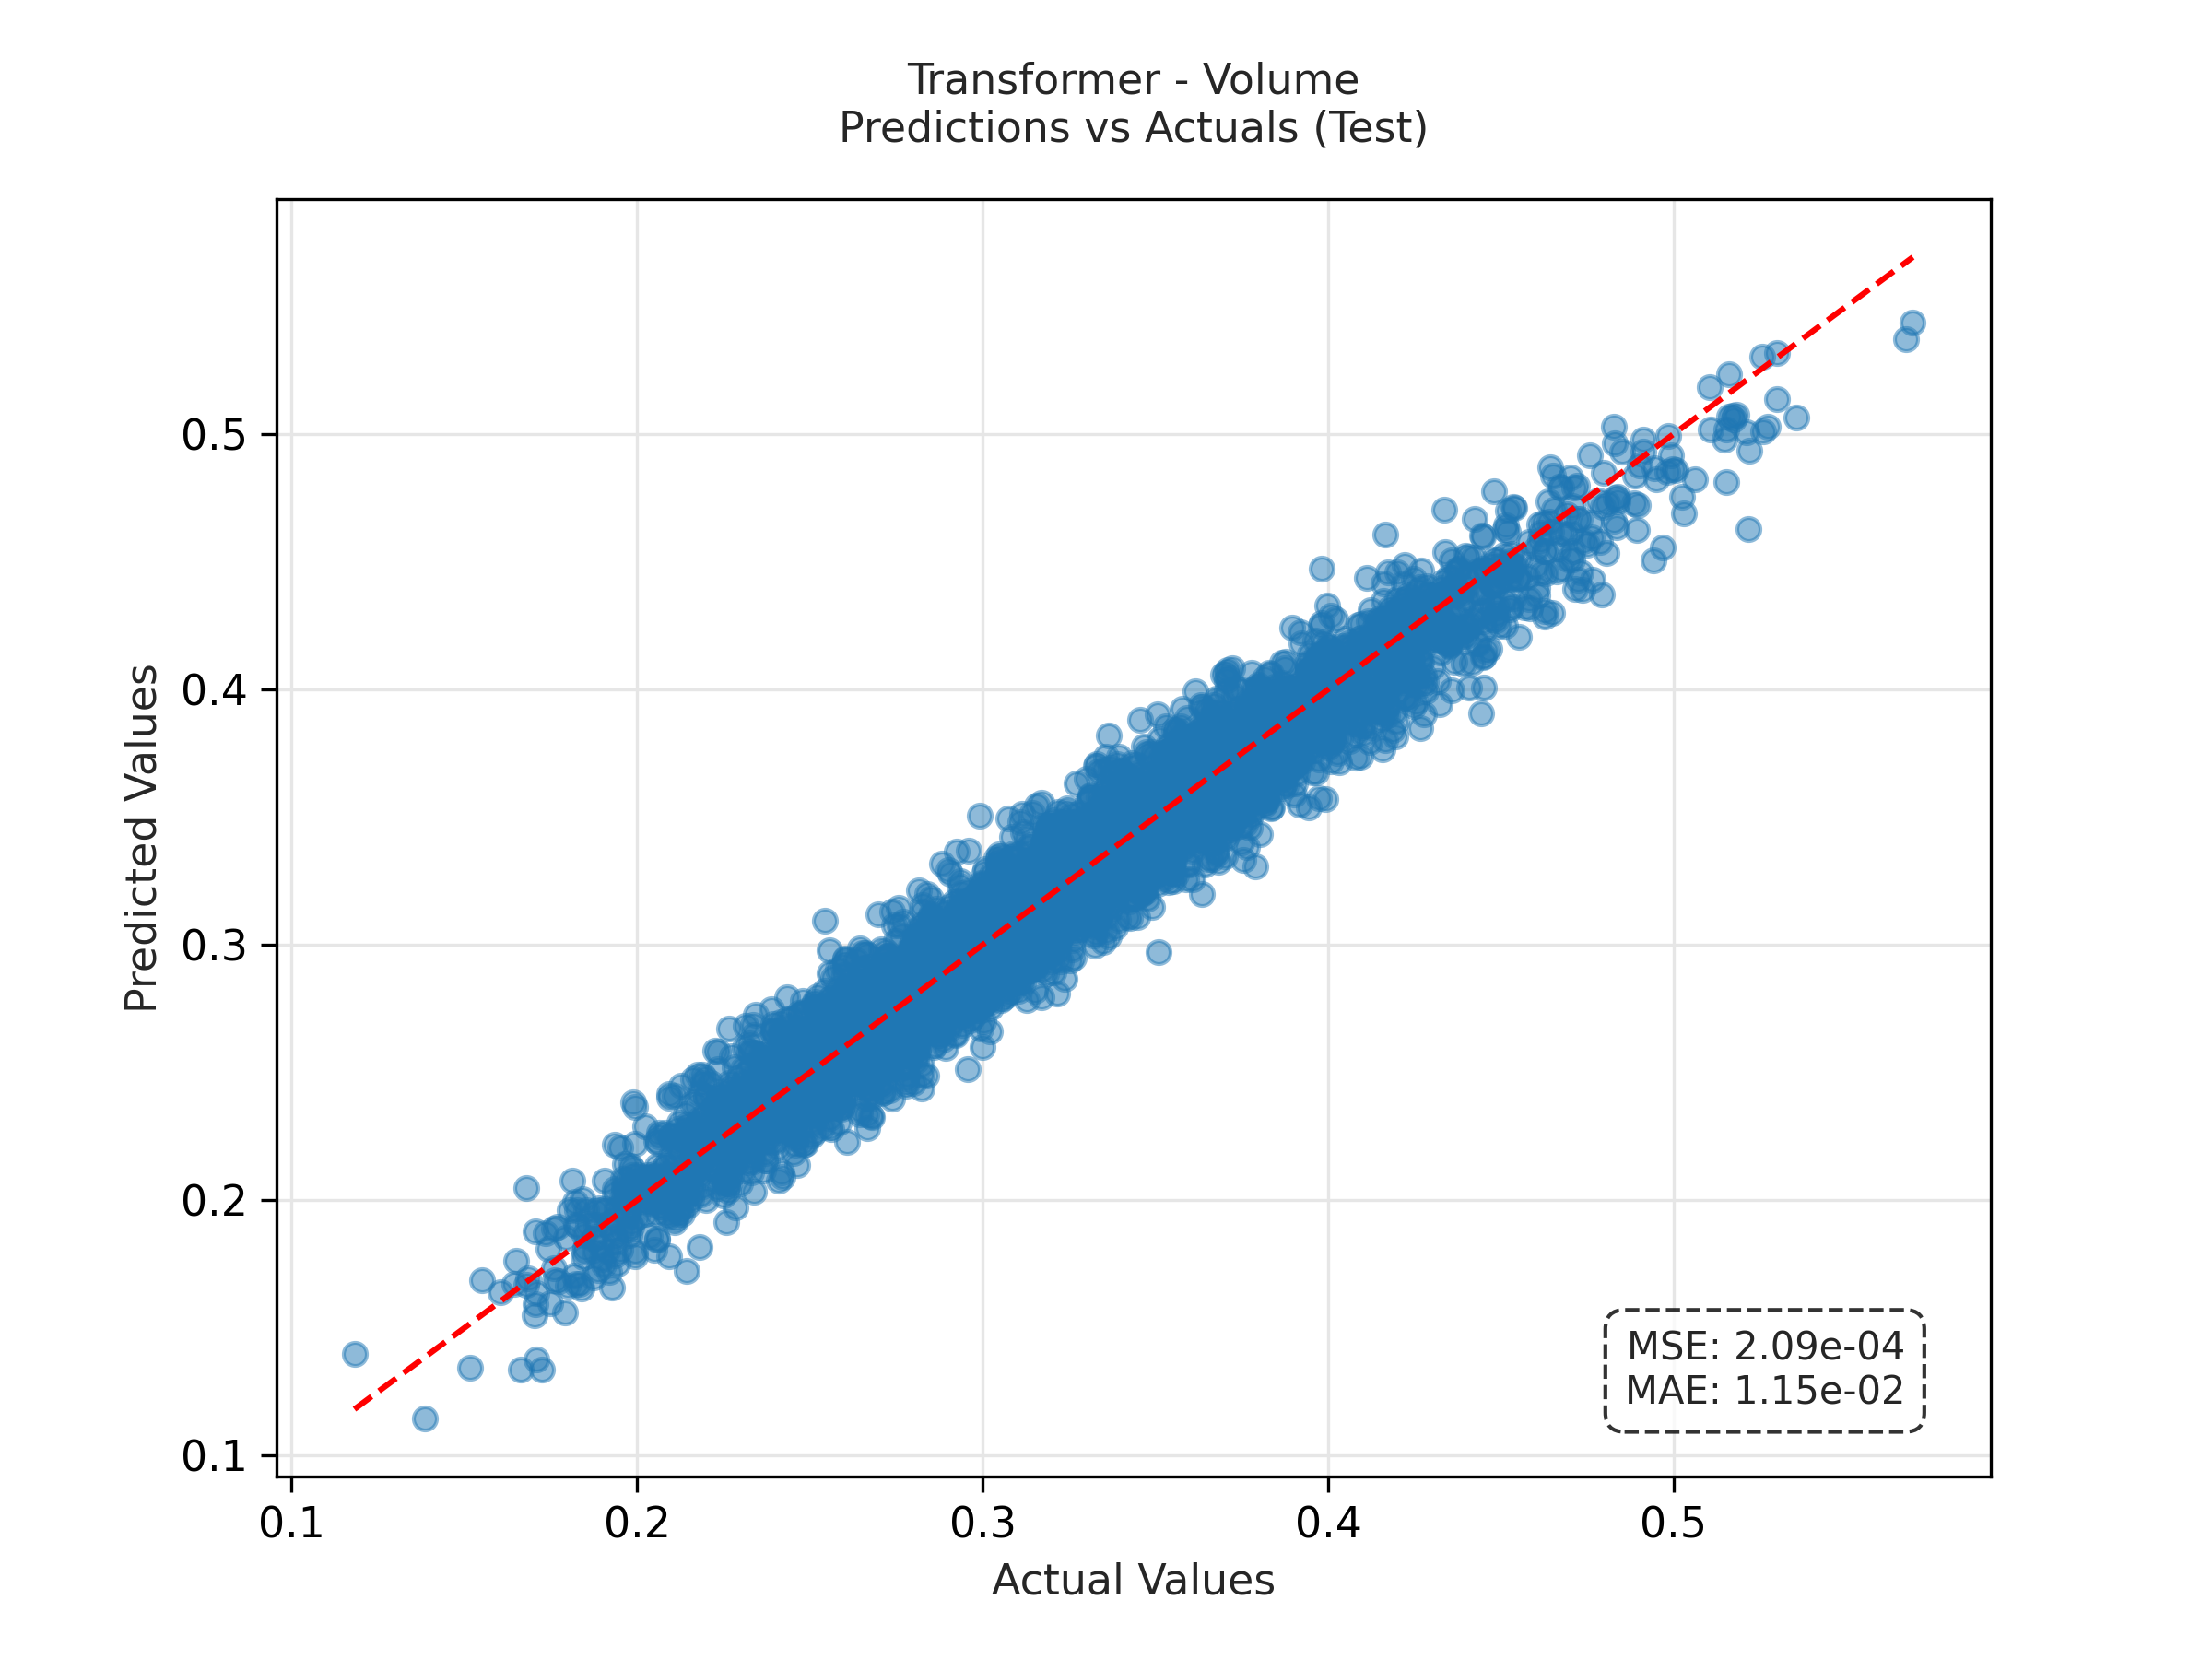 Transformer - Volume
Predictions vs Actuals (Test)
Predicted Values
0.5
0.4
0.3
0.2
0.1
MSE: 2.09e-04
MAE: 1.15e-02
0.1 0.2 0.3 0.4 0.5
Actual Values